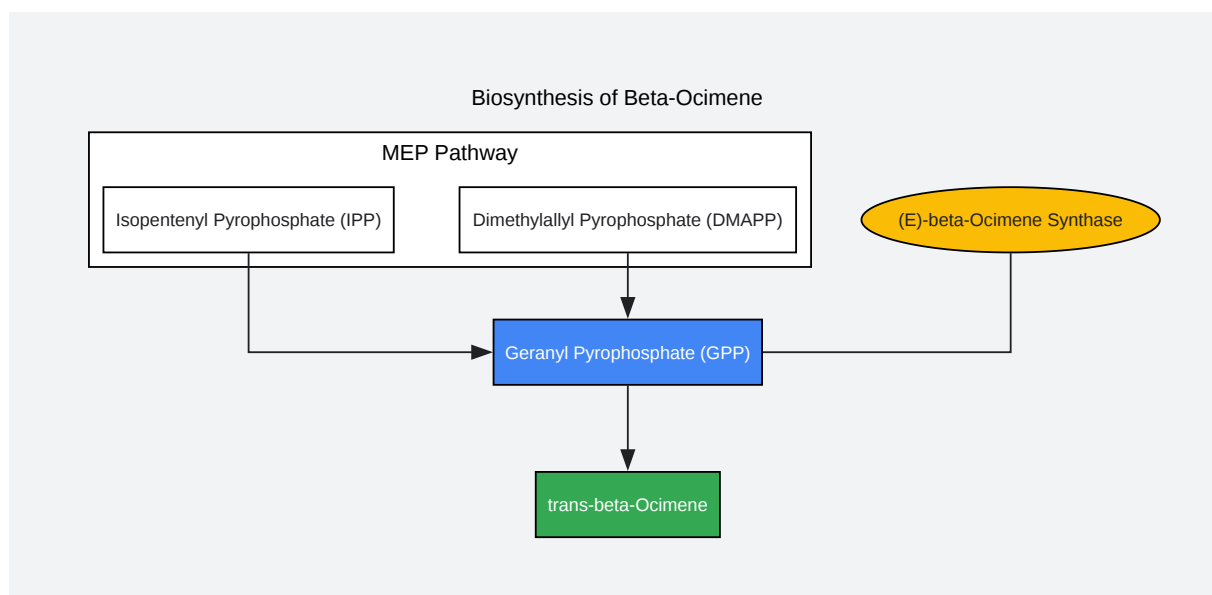 Biosynthesis of Beta-Ocimene
MEP Pathway
Isopentenyl Pyrophosphate (IPP)
Dimethylallyl Pyrophosphate (DMAPP)
(E)-beta-Ocimene Synthase
Geranyl Pyrophosphate (GPP)
trans-beta-Ocimene